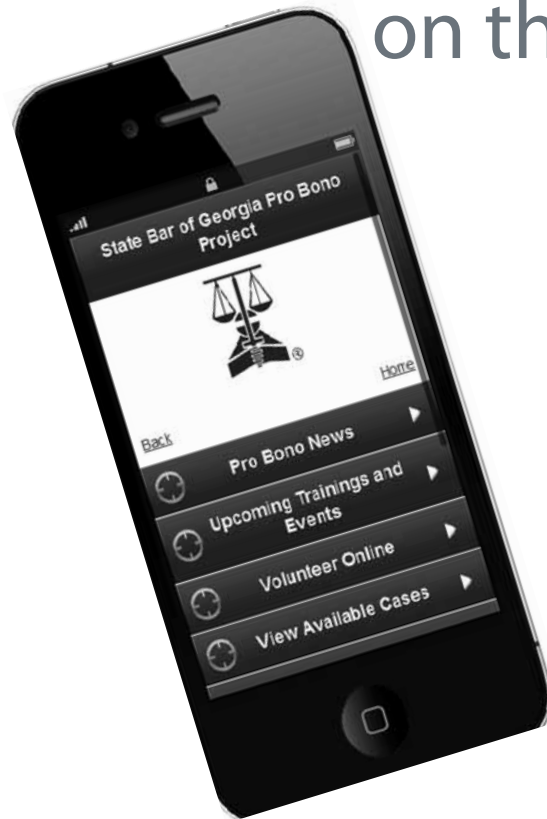 on th
State Bar of Georgia Pro Bono
Project
®
Back
Home
Pro Bono News
Upcoming Trainings and
Events
Volunteer Online
View Available Cases